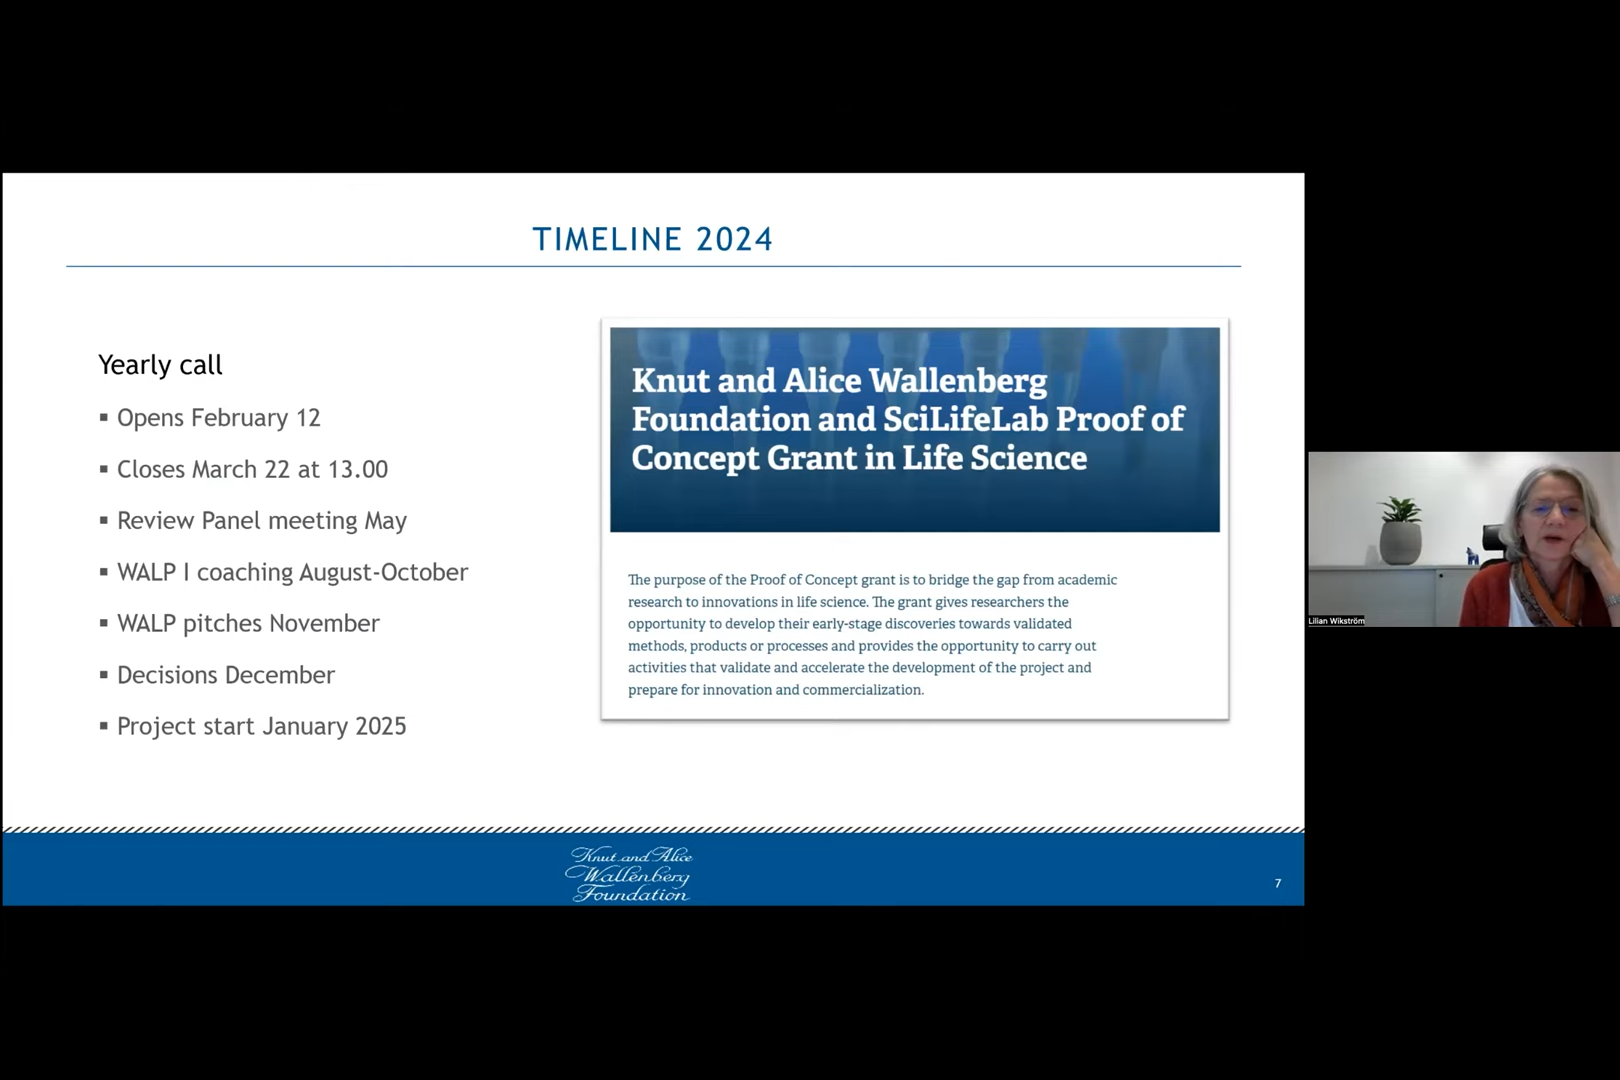 TIMELINE 2024
Yearly call
▪ Opens February 12
▪ Closes March 22 at 13.00
▪ Review Panel meeting May
▪ WALP I coaching August-October
▪ WALP pitches November
▪ Decisions December
▪ Project start January 2025
Knut and Alice Wallenberg
Foundation and SciLifeLab Proof of
Concept Grant in Life Science
The purpose of the Proof of Concept grant is to bridge the gap from academic
research to innovations in life science. The grant gives researchers the
opportunity to develop their early-stage discoveries towards validated
methods, products or processes and provides the opportunity to carry out
activities that validate and accelerate the development of the project and
prepare for innovation and commercialization.
Lilian Wikström
Knut and Alice
Wallenberg
Foundation
7